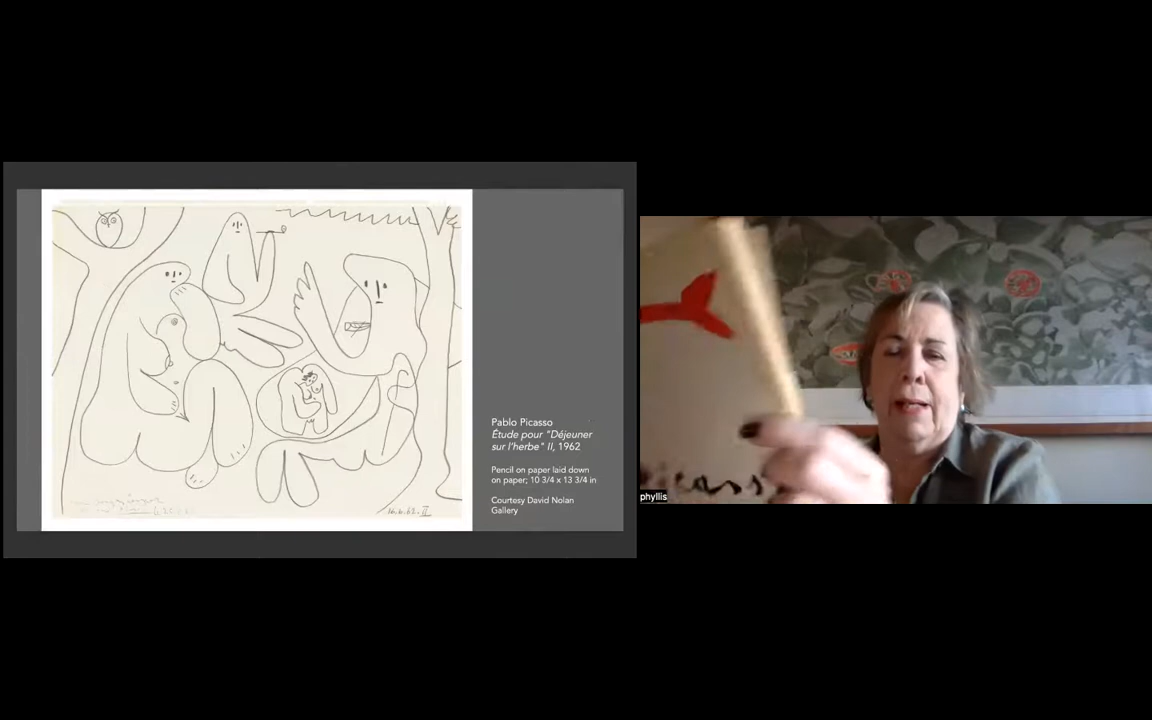 Pablo Picasso
Étude pour "Déjeuner
sur l'herbe" II, 1962
Pencil on paper laid down
on paper; 10 3/4 x 13 3/4 in
Courtesy David Nolan
Gallery
phyllis